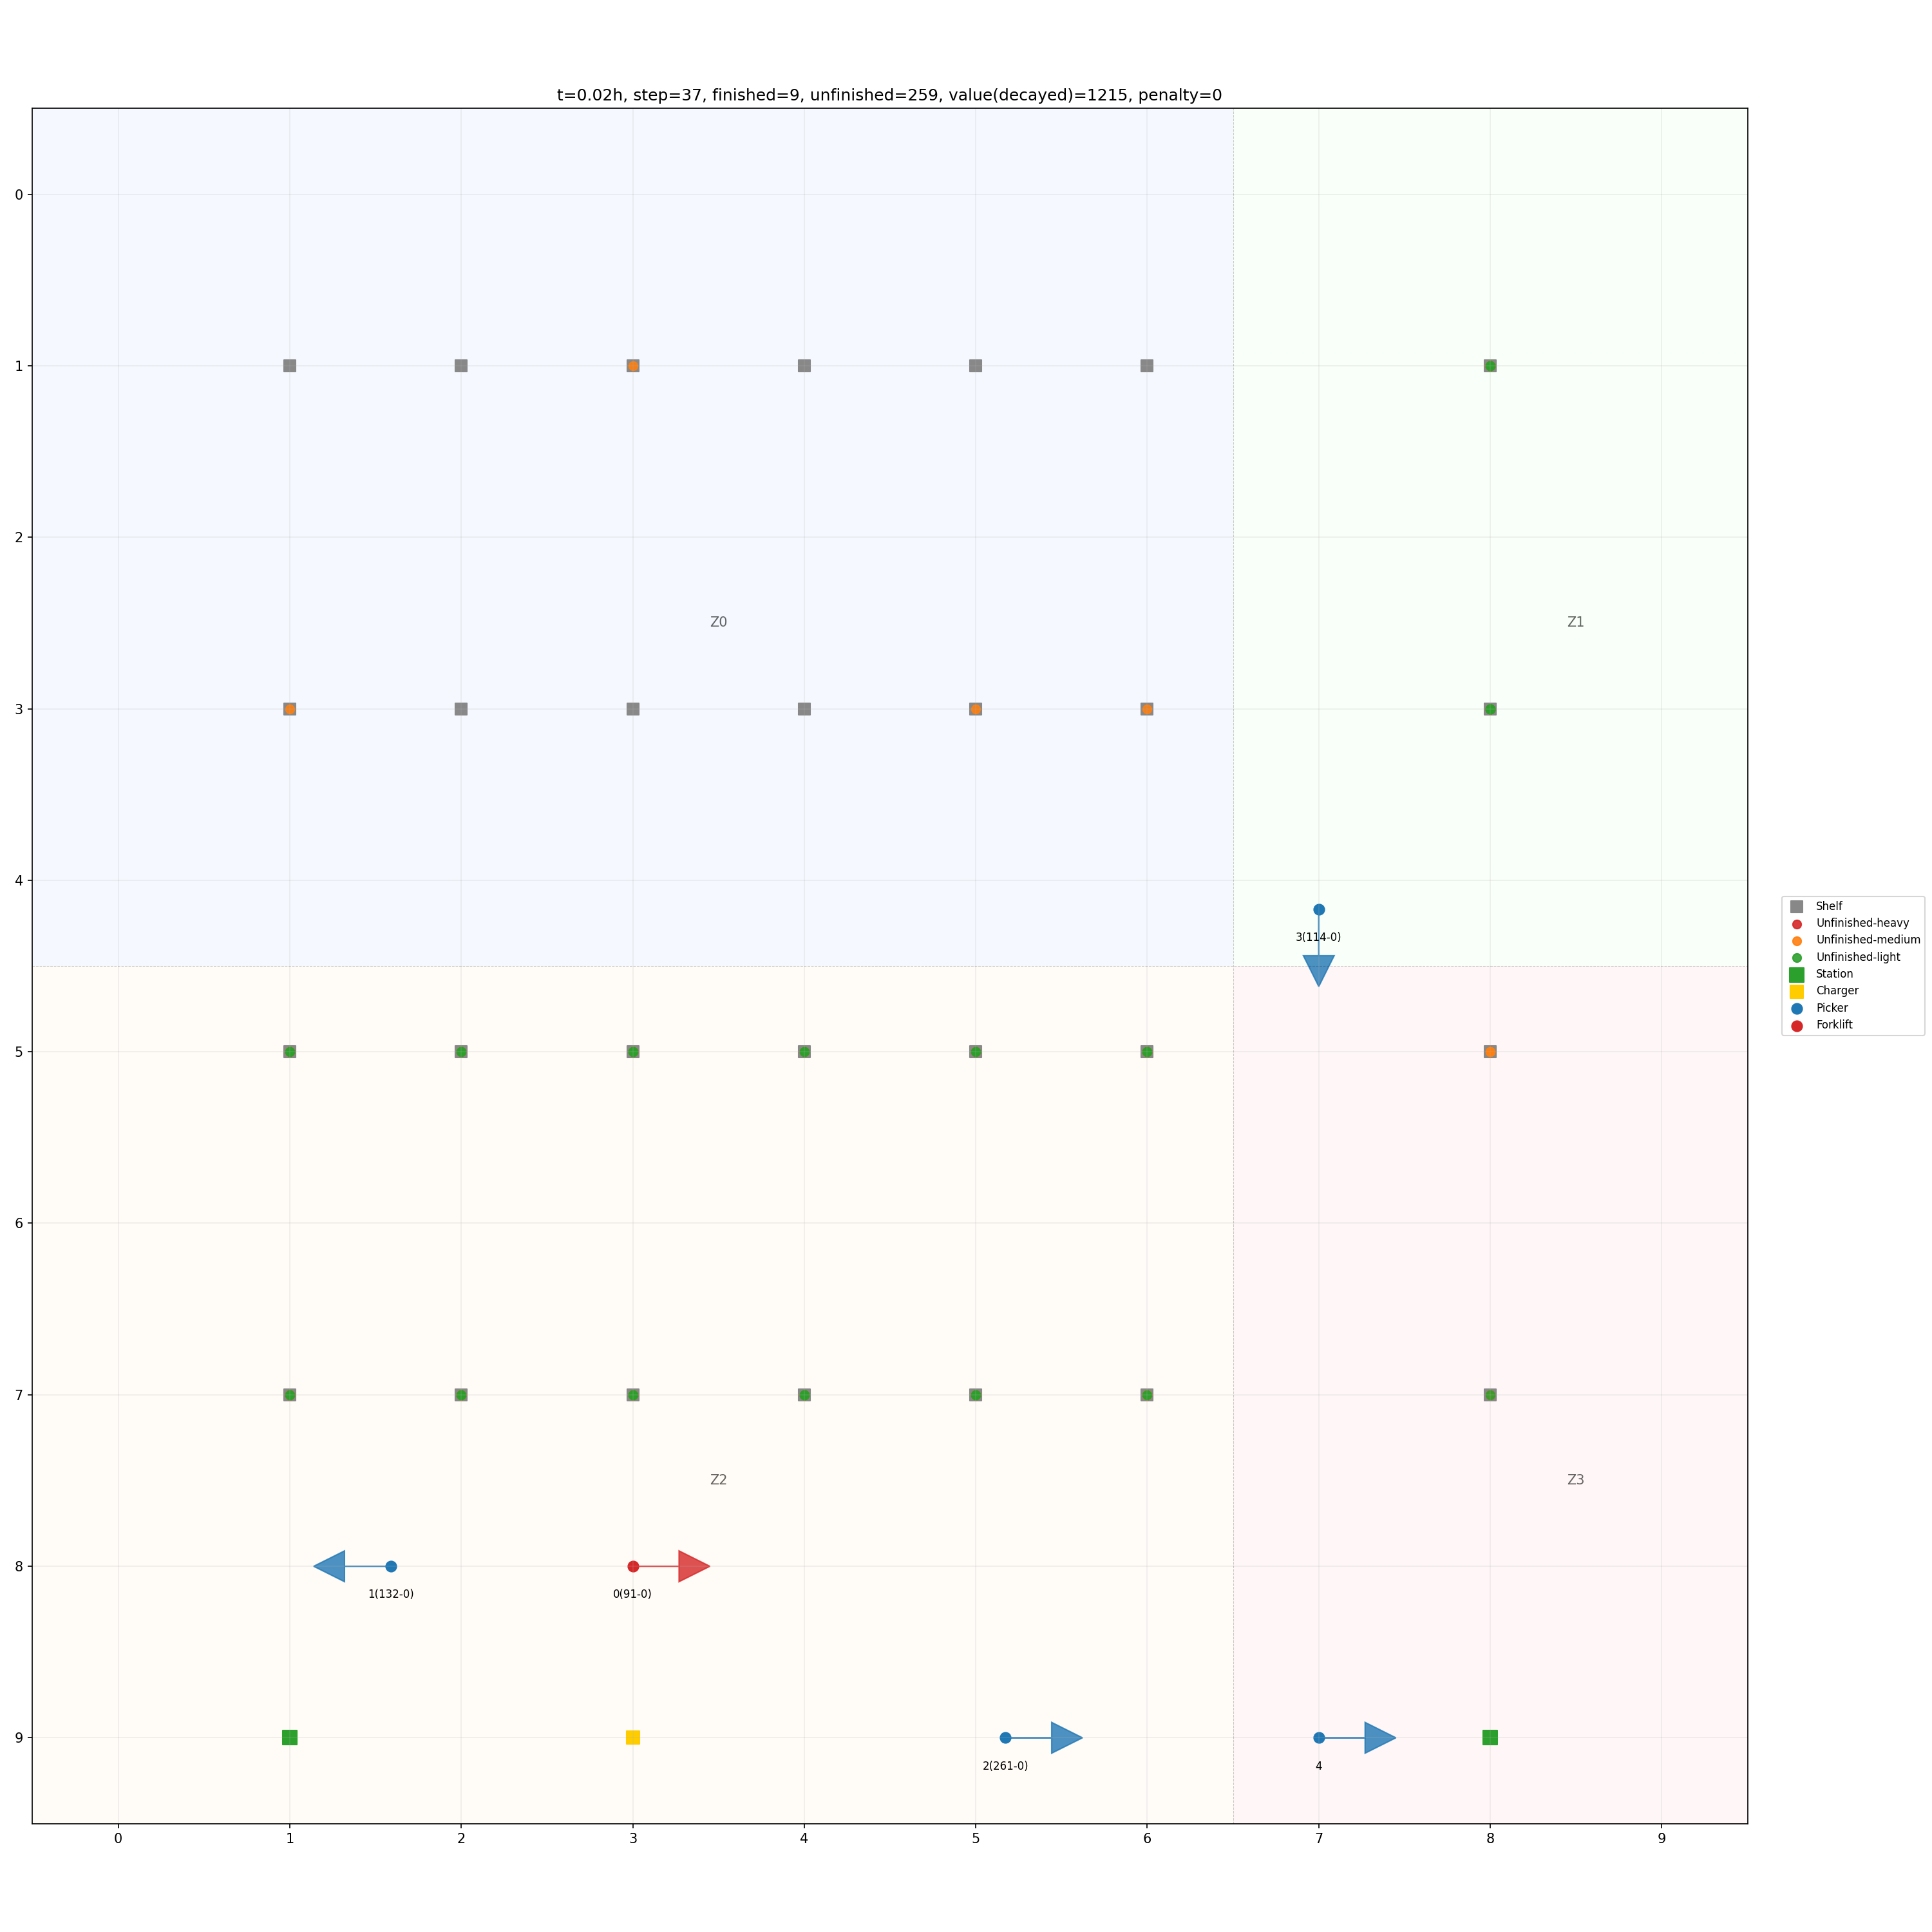 t=0.02h, step=37, finished=9, unfinished=259, value(decayed)=1215, penalty=0
0
1
2
Z0
Z1
3
4
3(114-0)
Shelf
Unfinished-heavy
Unfinished-medium
Unfinished-light
Station
Charger
Picker
Forklift
5
6
7
Z2
Z3
8
1(132-0)
0(91-0)
9
2(261-0)
4
0
1
2
3
4
5
6
7
8
9